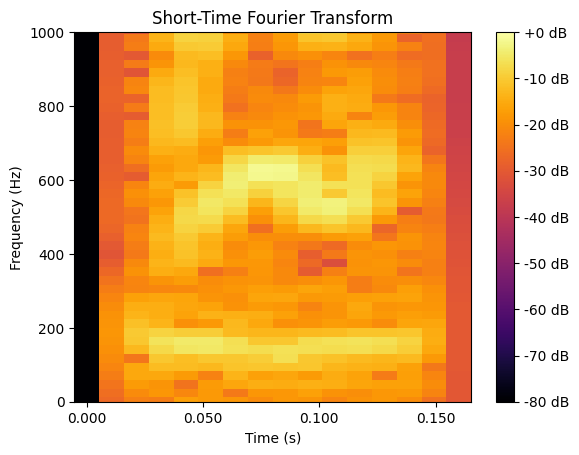 Short-Time Fourier Transform
Frequency (Hz)
1000
800
600
400
200
0
0.000
0.050
0.100
0.150
Time (s)
+0 dB
-10 dB
-20 dB
-30 dB
-40 dB
-50 dB
-60 dB
-70 dB
-80 dB